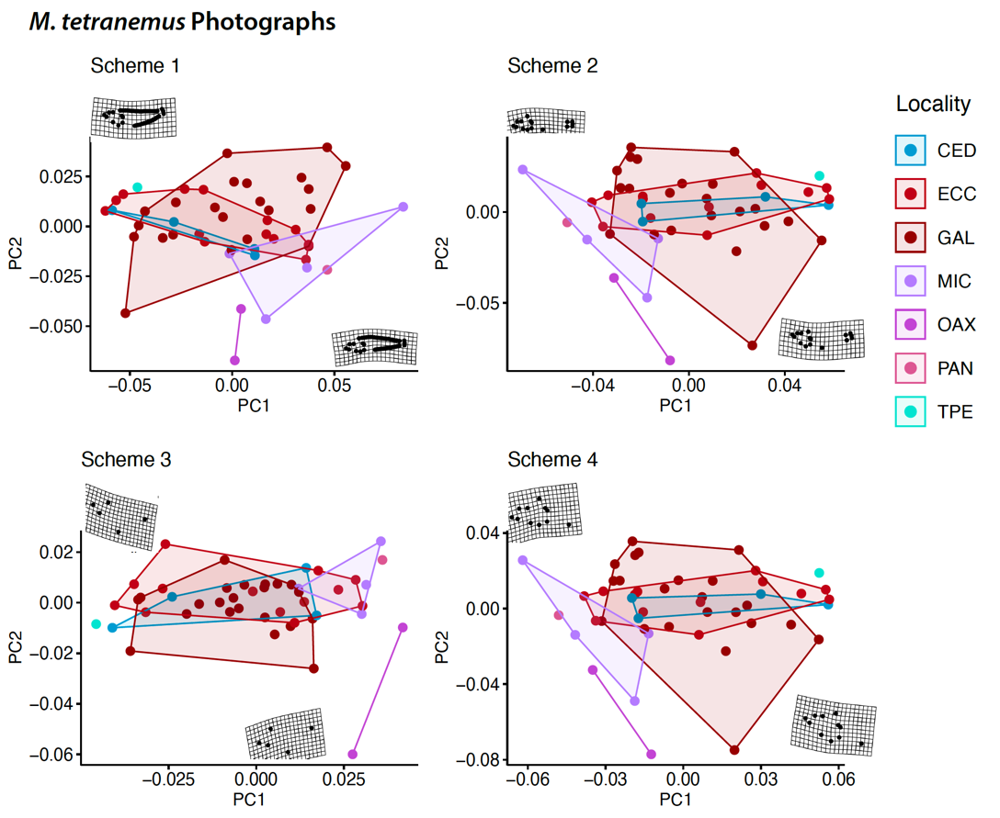 M. tetranemus Photographs
Scheme 1
0.025
0.000
−0.025
−0.050
PC2
−0.05
0.00
0.05
PC1
Scheme 2
0.00
−0.05
PC2
−0.04
0.00
0.04
PC1
Locality
CED
ECC
GAL
MIC
OAX
PAN
TPE
Scheme 3
0.02
0.00
−0.02
−0.04
−0.06
PC2
−0.025
0.000
0.025
PC1
Scheme 4
0.04
0.00
−0.04
−0.08
PC2
−0.06
−0.03
0.00
0.03
0.06
PC1